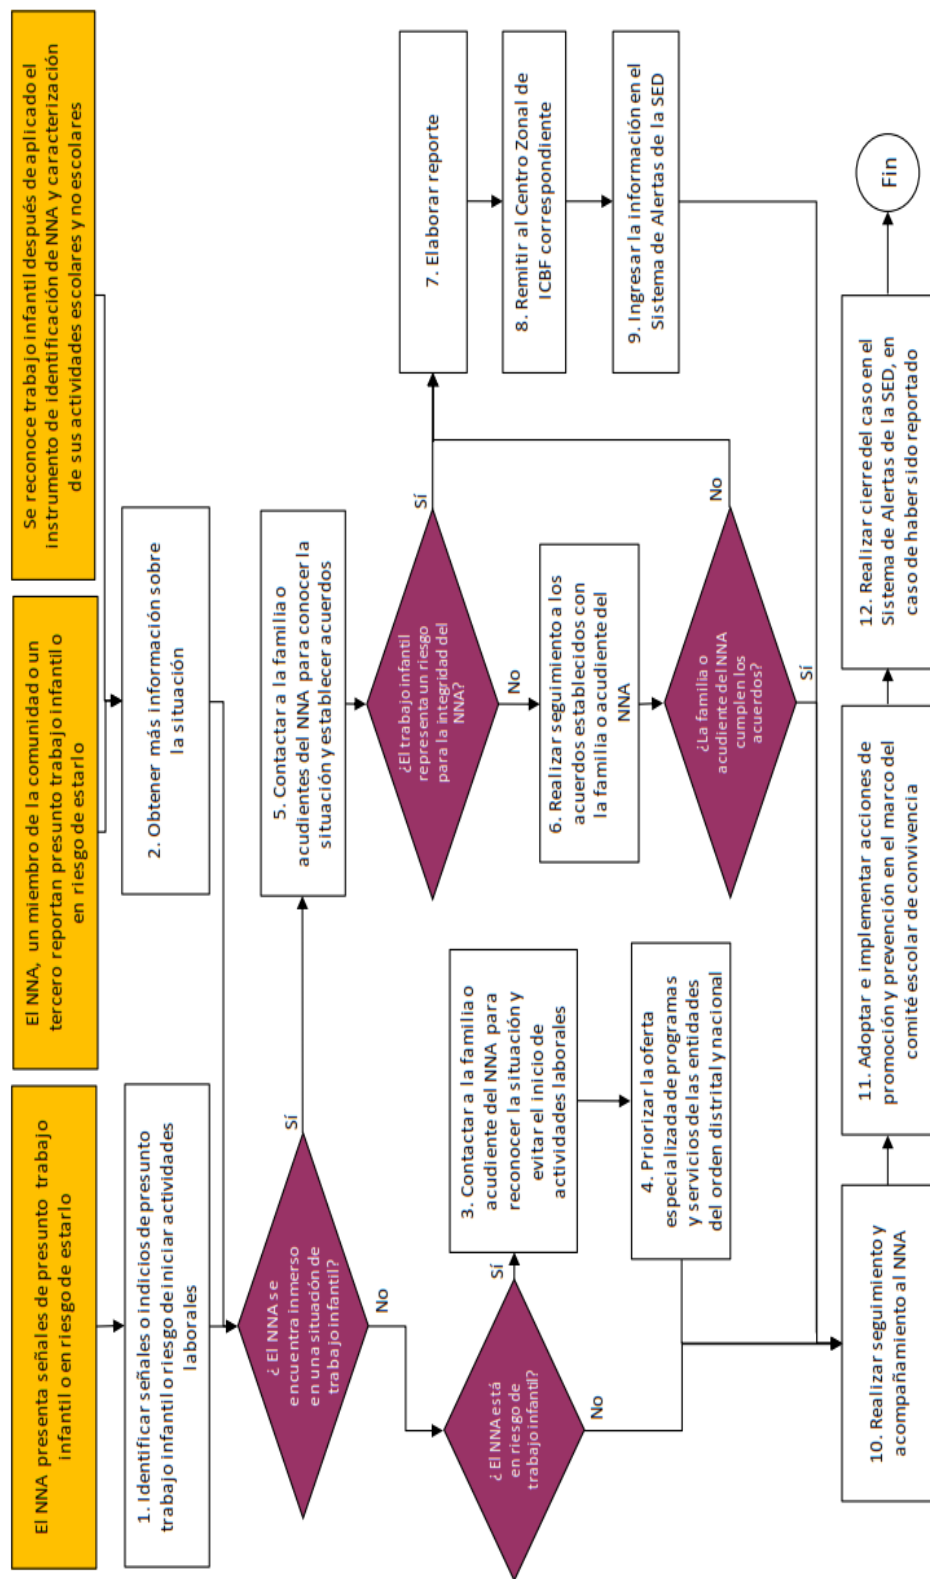 El NNA presenta señales de presunto trabajo
infantil o en riesgo de estarlo
El NNA, un miembro de la comunidad o un
tercero reportan presunto trabajo infantil o
en riesgo de estarlo
Se reconoce trabajo infantil después de aplicado el
instrumento de identificación de NNA y caracterización
de sus actividades escolares y no escolares
1. Identificar señales o indicios de presunto
trabajo infantil o riesgo de iniciar actividades
laborales
2. Obtener más información sobre
la situación
¿ El NNA se
encuentra inmerso
en una situación de
trabajo infantil?
Sí
No
5. Contactar a la familia o
acudientes del NNA para conocer la
situación y establecer acuerdos
¿El trabajo infantil
representa un riesgo
para la integridad del
NNA?
Sí
No
7. Elaborar reporte
8. Remitir al Centro Zonal de
ICBF correspondiente
9. Ingresar la información en el
Sistema de Alertas de la SED
6. Realizar seguimiento a los
acuerdos establecidos con
la familia o acudiente del
NNA
¿La familia o
acudiente del NNA
cumplen los
acuerdos?
No
Sí
¿ El NNA está
en riesgo de
trabajo infantil?
Sí
No
3. Contactar a la familia o
acudiente del NNA para
reconocer la situación y
evitar el inicio de
actividades laborales
4. Priorizar la oferta
especializada de programas
y servicios de las entidades
del orden distrital y nacional
10. Realizar seguimiento y
acompañamiento al NNA
11. Adoptar e implementar acciones de
promoción y prevención en el marco del
comité escolar de convivencia
12. Realizar cierre del caso en el
Sistema de Alertas de la SED, en
caso de haber sido reportado
Fin